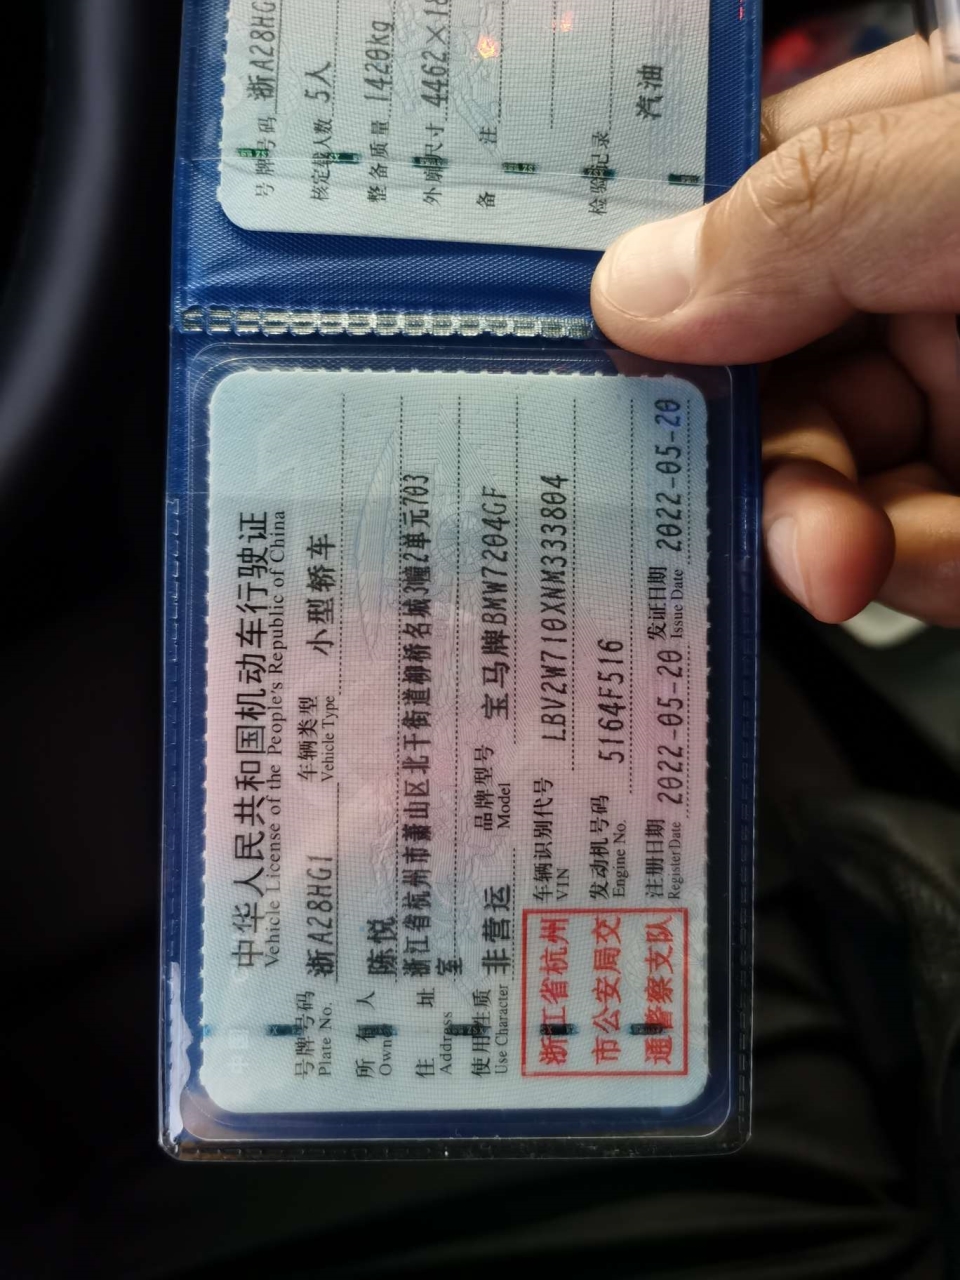 中华人民共和国机动车行驶证
Vehicle License of the People's Republic of China
号牌号码 浙A28HG1 车辆类型 小型轿车
Plate No. Vehicle Type
所有人 陈悦
Owner
住址 浙江省杭州市萧山区北干街道柳桥名城3幢2单元703
Address 室
使用性质 非营运 品牌型号 宝马牌BMW7204GF
Use Character Model
浙江省杭州
市公安局交
通警察支队
车辆识别代号 LBV2W710XNM333804
VIN
发动机号码 5164F516
Engine No.
注册日期 2022-05-20 发证日期 2022-05-20
Register Date Issue Date
号牌号码 浙A28HG
核定载人数 5人
整备质量 1420kg
外廓尺寸 4462×18
备注
检验记录
汽油